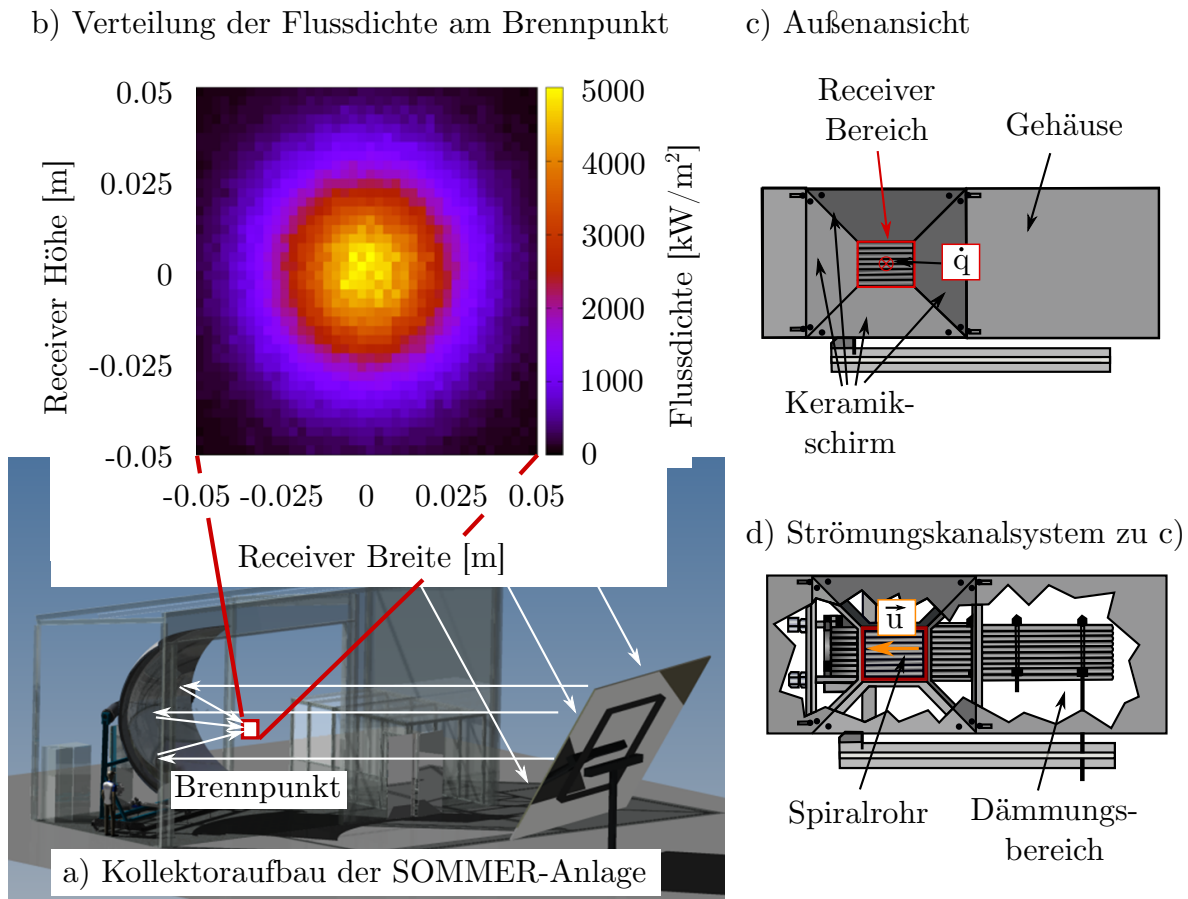 b) Verteilung der Flussdichte am Brennpunkt
0.05
0.025
0
-0.025
-0.05
Receiver Höhe [m]
-0.05 -0.025 0 0.025 0.05
Receiver Breite [m]
5000
4000
3000
2000
1000
0
Flussdichte [kW/m²]
c) Außenansicht
Receiver
Bereich
Gehäuse
q̇
Keramik-
schirm
d) Strömungskanalsystem zu c)
u⃗
Spiralrohr
Dämmungs-
bereich
Brennpunkt
a) Kollektoraufbau der SOMMER-Anlage